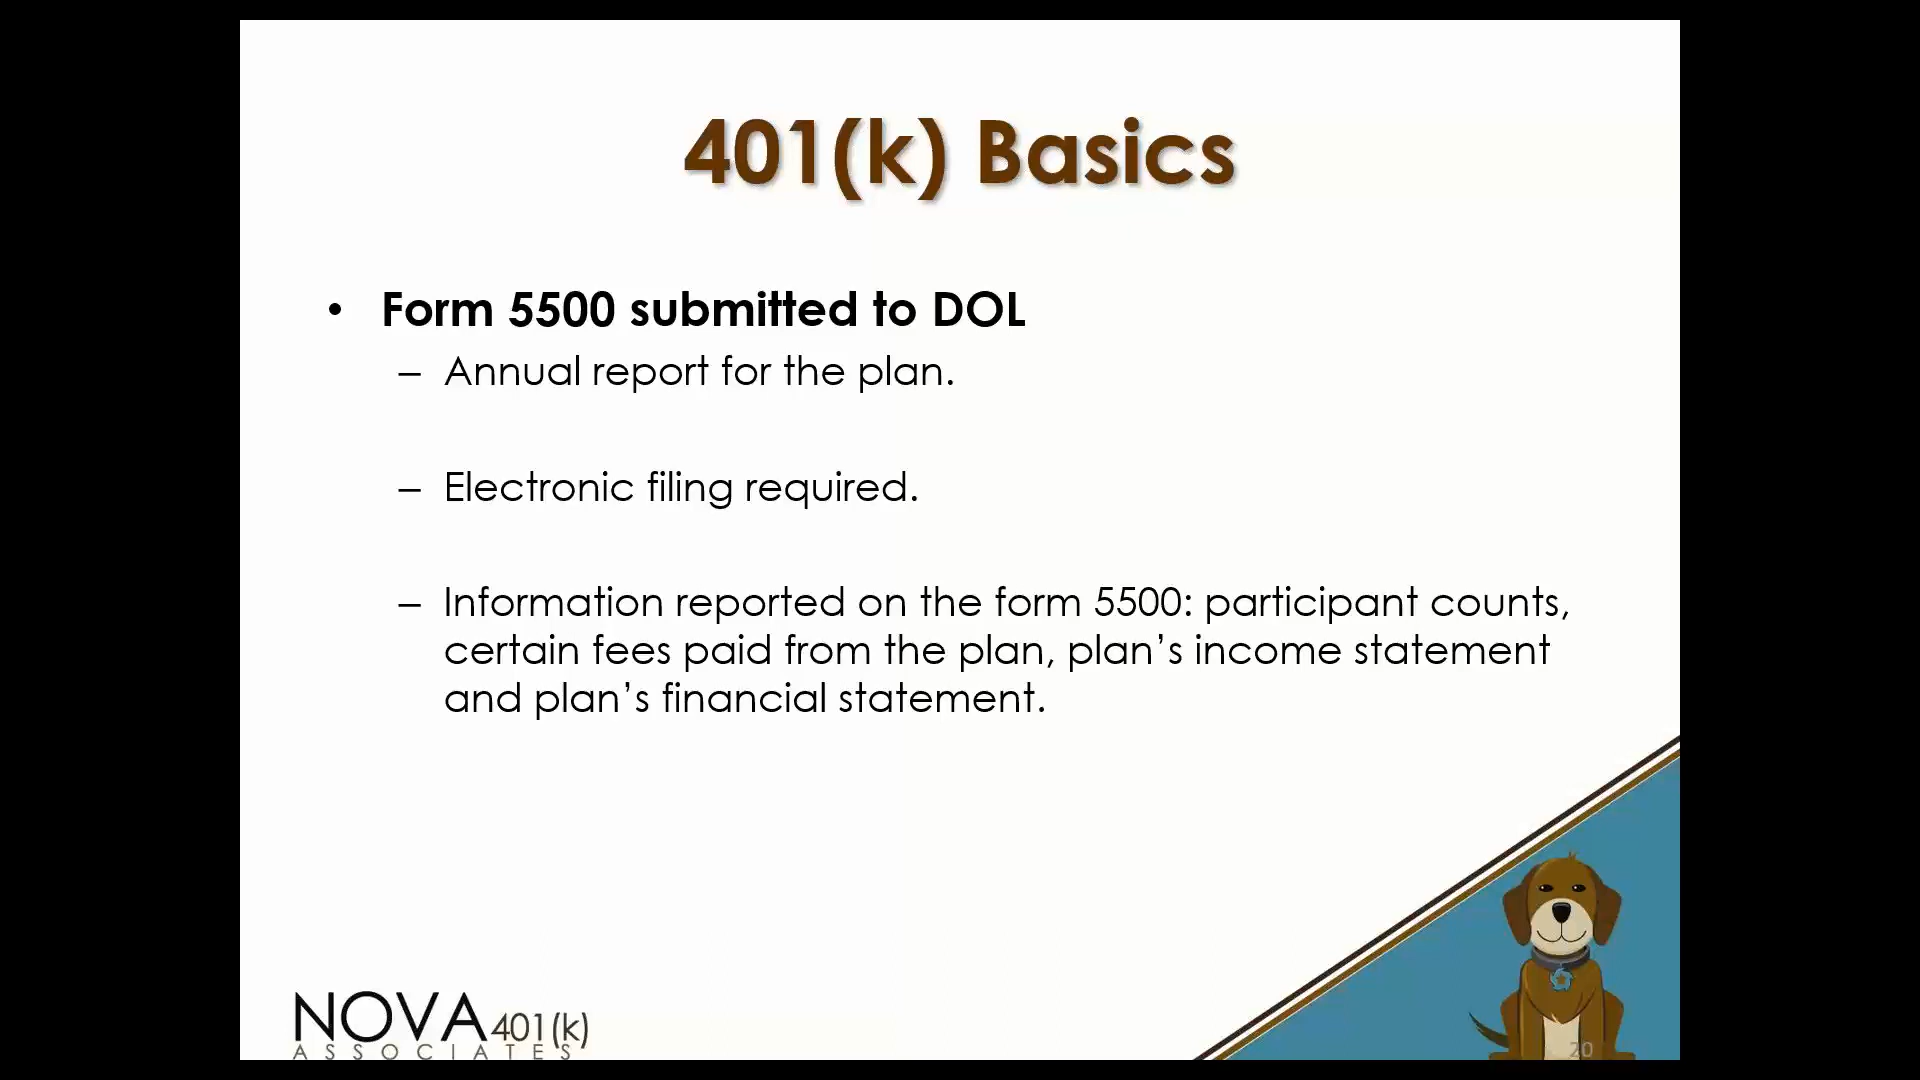 401(k) Basics
• Form 5500 submitted to DOL
– Annual report for the plan.
– Electronic filing required.
– Information reported on the form 5500: participant counts,
certain fees paid from the plan, plan’s income statement
and plan’s financial statement.
NOVA 401(k)
ASSOCIATES
20